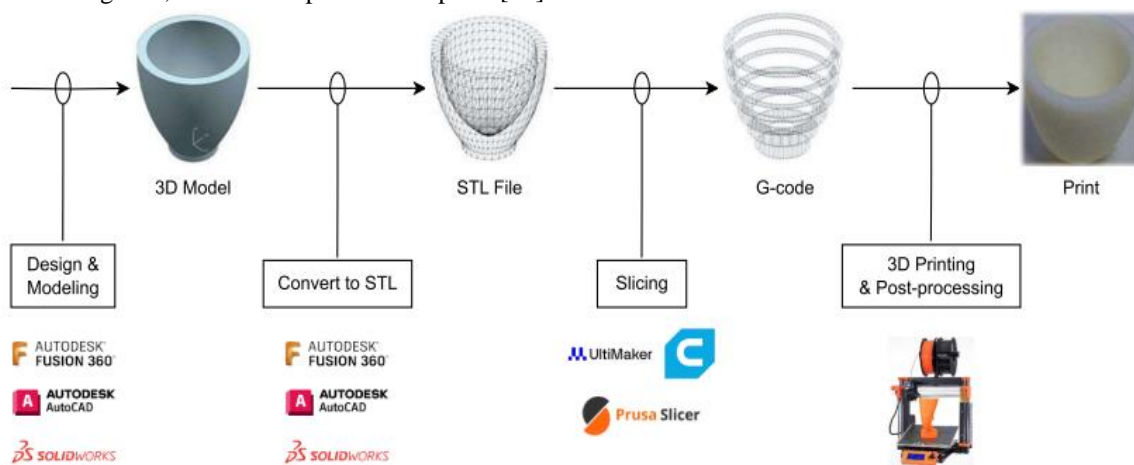 3D Model
STL File
G-code
Print
Design &
Modeling
Convert to STL
Slicing
3D Printing
& Post-processing
AUTODESK
FUSION 360
AUTODESK
AutoCAD
SOLIDWORKS
AUTODESK
FUSION 360
AUTODESK
AutoCAD
SOLIDWORKS
UltiMaker
Prusa Slicer